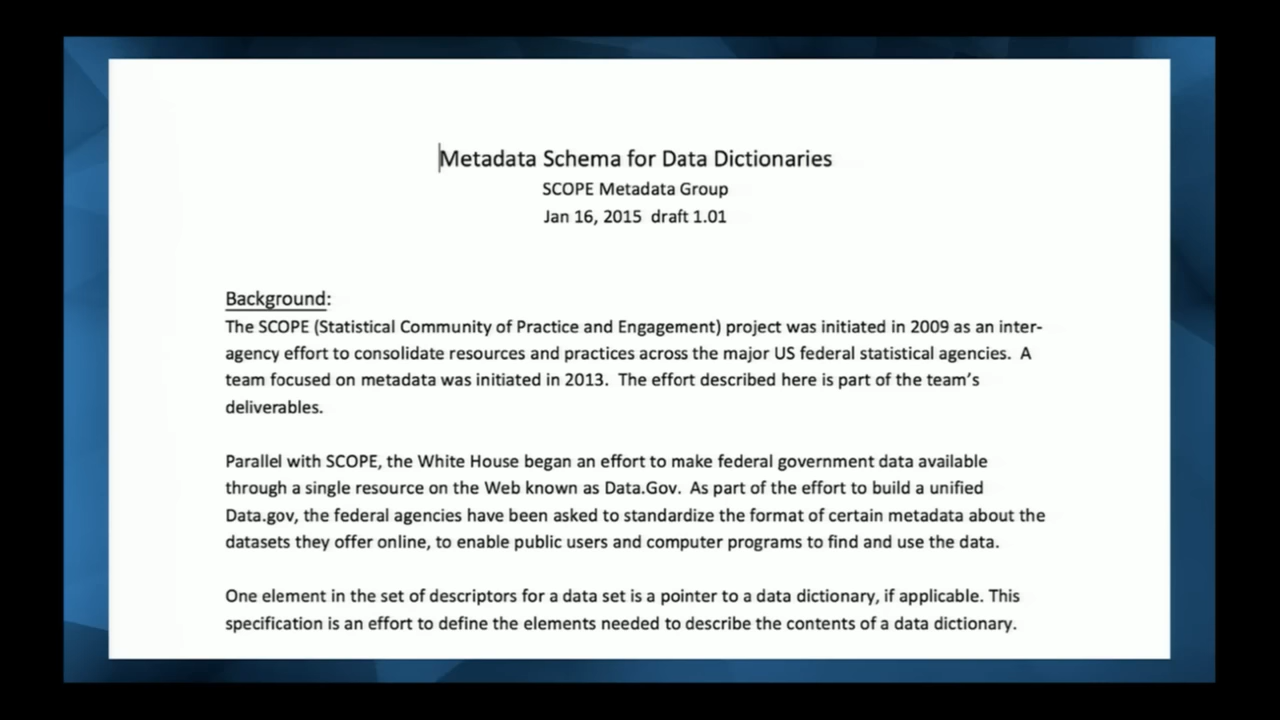 Metadata Schema for Data Dictionaries
SCOPE Metadata Group
Jan 16, 2015 draft 1.01
Background:
The SCOPE (Statistical Community of Practice and Engagement) project was initiated in 2009 as an inter-
agency effort to consolidate resources and practices across the major US federal statistical agencies. A
team focused on metadata was initiated in 2013. The effort described here is part of the team's
deliverables.
Parallel with SCOPE, the White House began an effort to make federal government data available
through a single resource on the Web known as Data.Gov. As part of the effort to build a unified
Data.gov, the federal agencies have been asked to standardize the format of certain metadata about the
datasets they offer online, to enable public users and computer programs to find and use the data.
One element in the set of descriptors for a data set is a pointer to a data dictionary, if applicable. This
specification is an effort to define the elements needed to describe the contents of a data dictionary.